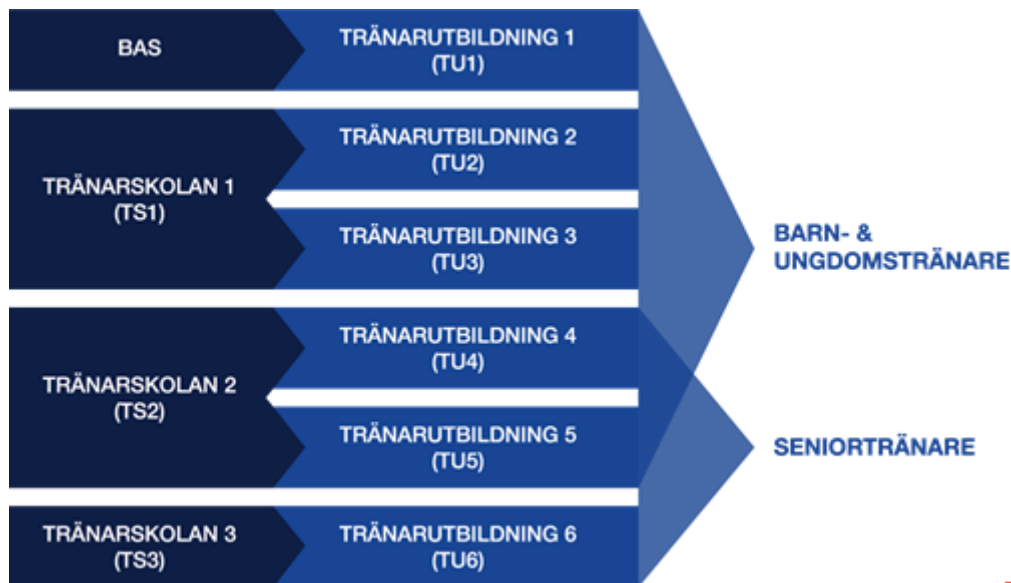 BAS
TRÄNARUTBILDNING 1
(TU1)
TRÄNARSKOLAN 1
(TS1)
TRÄNARUTBILDNING 2
(TU2)
TRÄNARUTBILDNING 3
(TU3)
BARN- &
UNGDOMSTRÄNARE
TRÄNARSKOLAN 2
(TS2)
TRÄNARUTBILDNING 4
(TU4)
TRÄNARUTBILDNING 5
(TU5)
SENIORTRÄNARE
TRÄNARSKOLAN 3
(TS3)
TRÄNARUTBILDNING 6
(TU6)